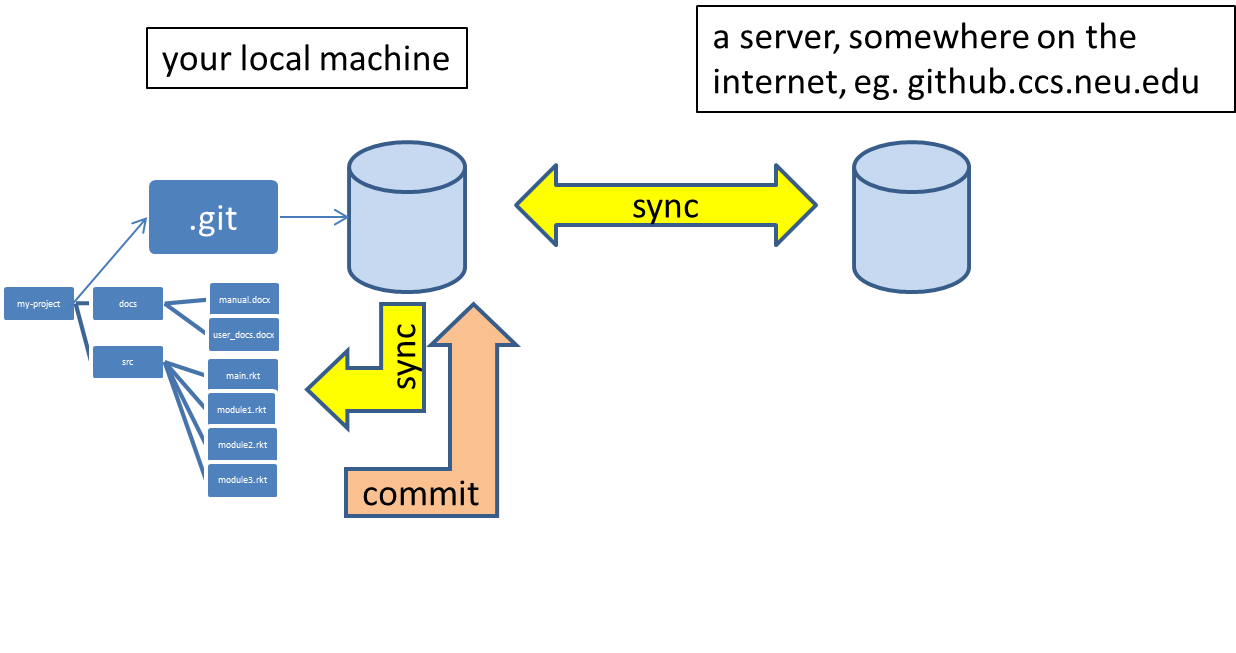 your local machine
a server, somewhere on the
internet, eg. github.ccs.neu.edu
.git
sync
my-project
docs
manual.docx
user_docs.docx
src
main.rkt
module1.rkt
module2.rkt
module3.rkt
sync
commit